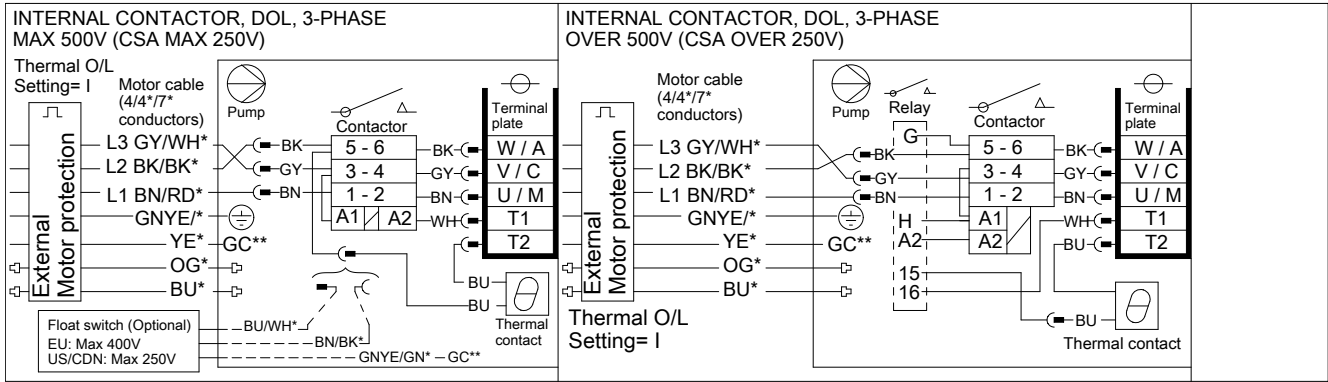 INTERNAL CONTACTOR, DOL, 3-PHASE
MAX 500V (CSA MAX 250V)
Thermal O/L
Setting= I
Motor cable
(4/4*/7*
conductors)
Pump
Contactor
Terminal
plate
External
Motor protection
L3 GY/WH*
BK
5 - 6
BK
W / A
L2 BK/BK*
GY
3 - 4
GY
V / C
L1 BN/RD*
BN
1 - 2
BN
U / M
GNYE/*
A1
A2
WH
T1
YE*
GC**
T2
OG*
BU*
BU
BU
Thermal
contact
Float switch (Optional)
EU: Max 400V
US/CDN: Max 250V
BU/WH*
BN/BK*
GNYE/GN*
GC**
INTERNAL CONTACTOR, DOL, 3-PHASE
OVER 500V (CSA OVER 250V)
Motor cable
(4/4*/7*
conductors)
Pump
Relay
Contactor
Terminal
plate
External
Motor protection
G
L3 GY/WH*
BK
5 - 6
BK
W / A
L2 BK/BK*
GY
3 - 4
GY
V / C
L1 BN/RD*
BN
1 - 2
BN
U / M
GNYE/*
H
A1
WH
T1
YE*
GC**
A2
A2
BU
T2
OG*
15
BU*
16
BU
Thermal O/L
Setting= I
Thermal contact